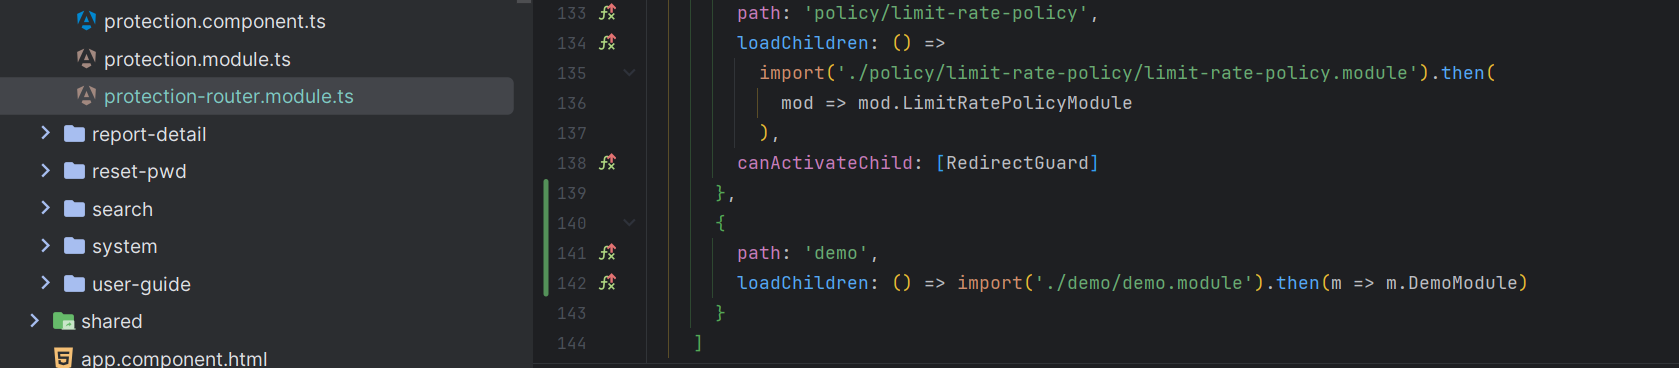 protection.component.ts
protection.module.ts
protection-router.module.ts
report-detail
reset-pwd
search
system
user-guide
shared
app.component.html
133 path: 'policy/limit-rate-policy',
134 loadChildren: () =>
135 import('./policy/limit-rate-policy/limit-rate-policy.module').then(
136 mod => mod.LimitRatePolicyModule
137 ),
138 canActivateChild: [RedirectGuard]
139 },
140 {
141 path: 'demo',
142 loadChildren: () => import('./demo/demo.module').then(m => m.DemoModule)
143 }
144 ]